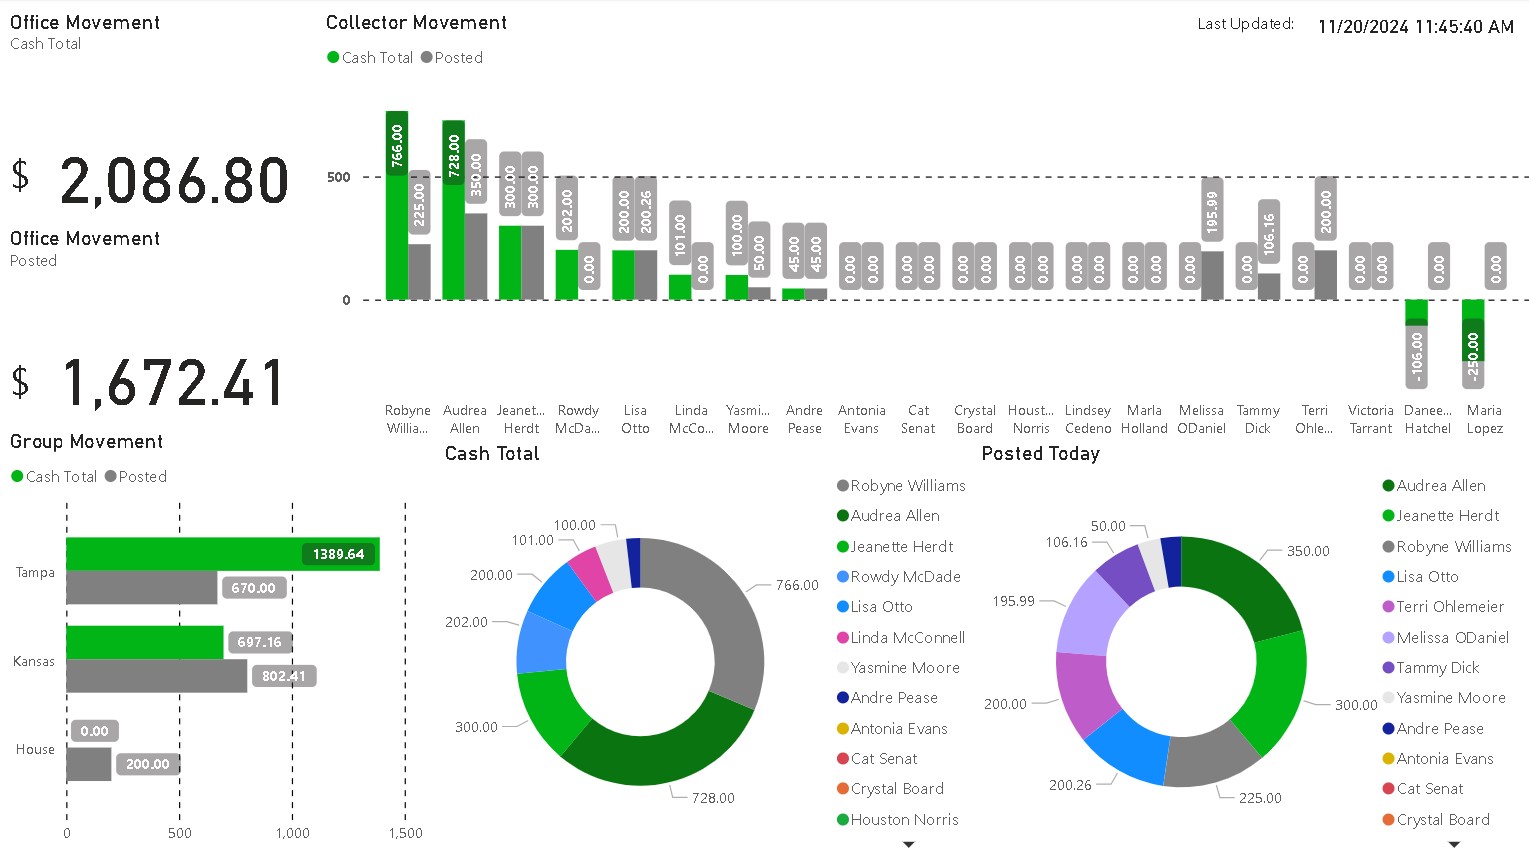 Office Movement
Cash Total
$ 2,086.80
Office Movement
Posted
$ 1,672.41
Collector Movement
Cash Total Posted
Last Updated: 11/20/2024 11:45:40 AM
500
0
766.00
225.00
728.00
350.00
300.00
300.00
202.00
0.00
200.00
200.26
101.00
0.00
100.00
50.00
45.00
45.00
0.00
0.00
0.00
0.00
0.00
0.00
0.00
0.00
0.00
0.00
0.00
0.00
0.00
195.99
0.00
106.16
0.00
200.00
0.00
0.00
-106.00
0.00
-250.00
0.00
Robyne Willia...
Audrea Allen
Jeanet... Herdt
Rowdy McDa...
Lisa Otto
Linda McCo...
Yasmi... Moore
Andre Pease
Antonia Evans
Cat Senat
Crystal Board
Houst... Norris
Lindsey Cedeno
Marla Holland
Melissa ODaniel
Tammy Dick
Terri Ohle...
Victoria Tarrant
Danee... Hatchel
Maria Lopez
Group Movement
Cash Total Posted
Tampa
1389.64
670.00
Kansas
697.16
802.41
House
0.00
200.00
0 500 1,000 1,500
Cash Total
100.00
101.00
200.00
202.00
300.00
728.00
766.00
Robyne Williams
Audrea Allen
Jeanette Herdt
Rowdy McDade
Lisa Otto
Linda McConnell
Yasmine Moore
Andre Pease
Antonia Evans
Cat Senat
Crystal Board
Houston Norris
Posted Today
50.00
106.16
195.99
200.00
200.26
225.00
300.00
350.00
Audrea Allen
Jeanette Herdt
Robyne Williams
Lisa Otto
Terri Ohlemeier
Melissa ODaniel
Tammy Dick
Yasmine Moore
Andre Pease
Antonia Evans
Cat Senat
Crystal Board